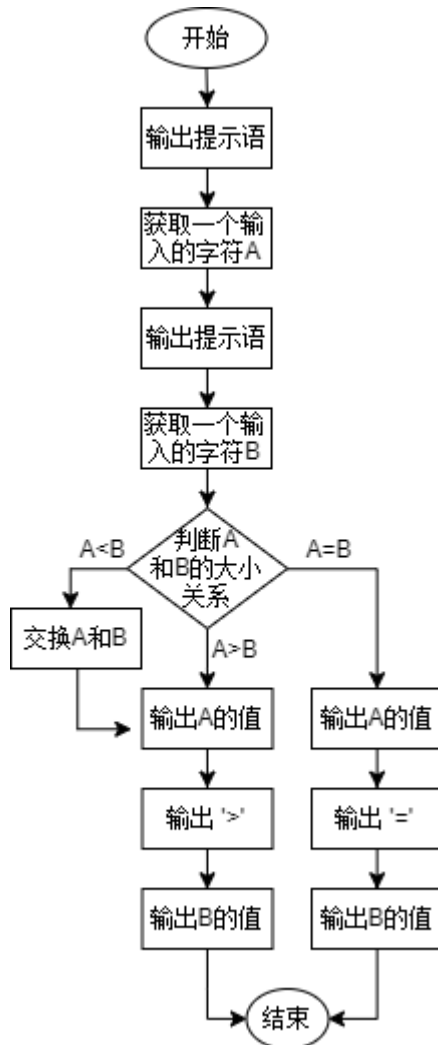 开始
输出提示语
获取一个输
入的字符A
输出提示语
获取一个输
入的字符B
A<B
判断A
和B的大小
关系
A=B
交换A和B
A>B
输出A的值
输出A的值
输出 '>'
输出 '='
输出B的值
输出B的值
结束